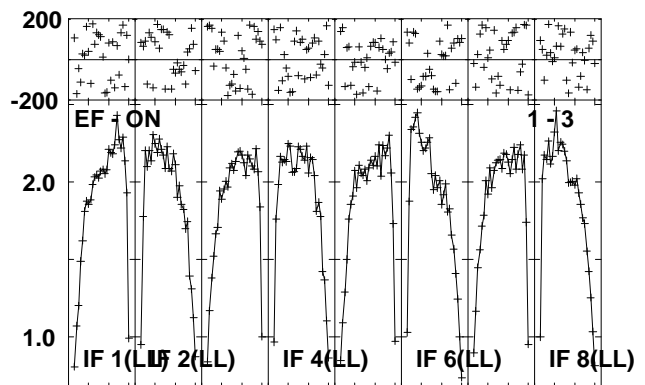 200
-200
EF - ON 1 - 3
2.0
1.0
IF 1(LL) IF 2(LL) IF 4(LL) IF 6(LL) IF 8(LL)